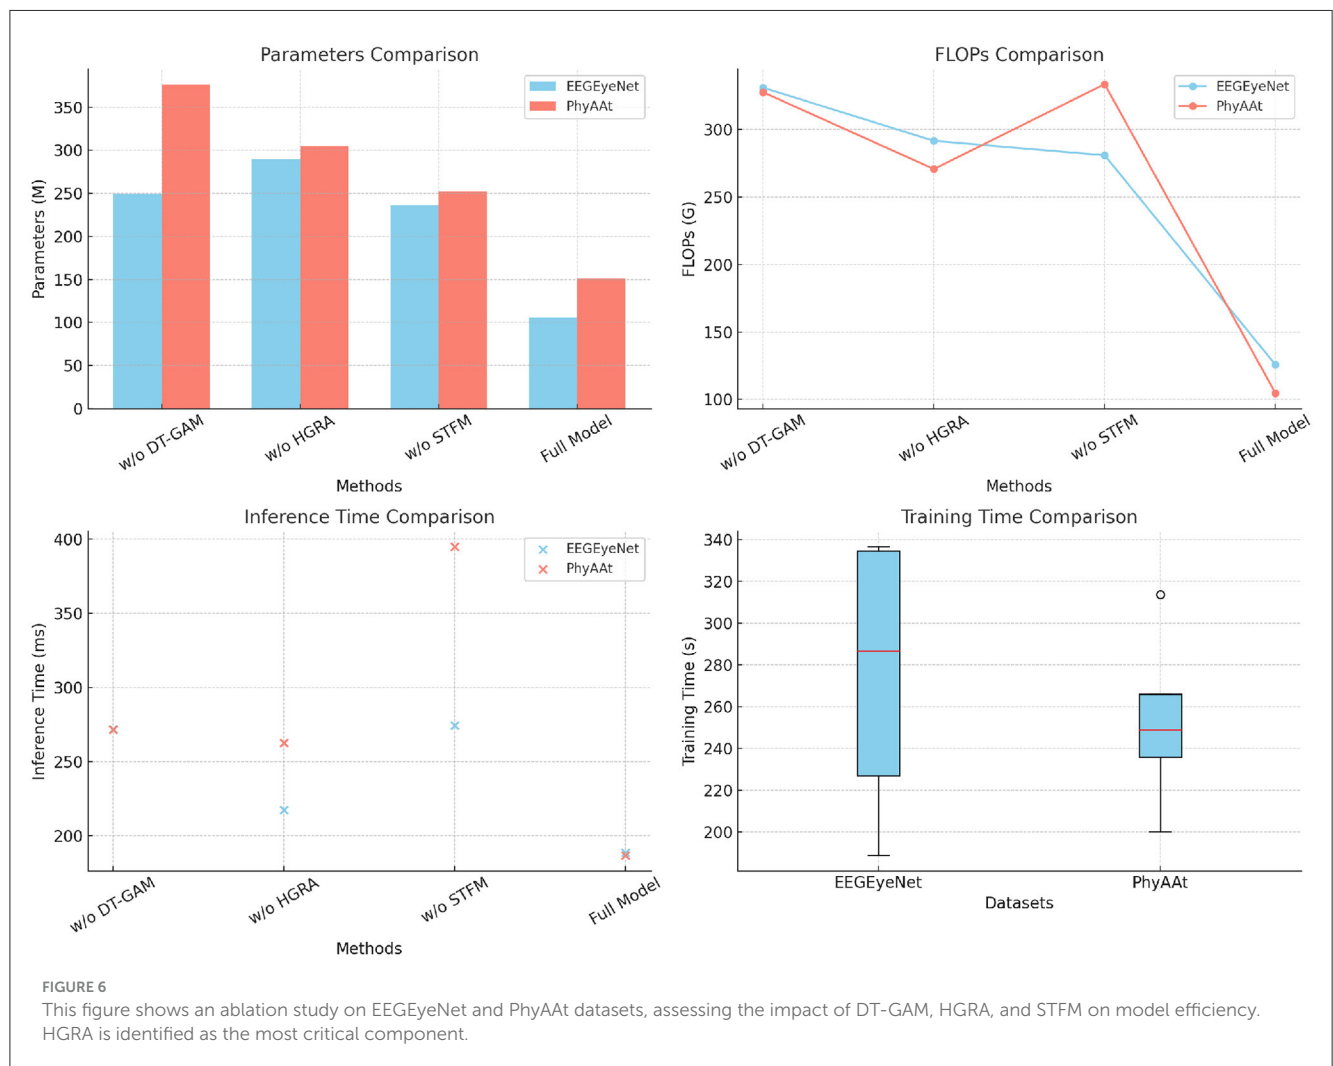 Parameters Comparison
EEGEyeNet
PhyAAt
350
300
250
200
150
100
50
0
Parameters (M)
w/o DT-GAM
w/o HGRA
w/o STFM
Full Model
Methods
FLOPs Comparison
EEGEyeNet
PhyAAt
300
250
200
150
100
FLOPs (G)
w/o DT-GAM
w/o HGRA
w/o STFM
Full Model
Methods
Inference Time Comparison
EEGEyeNet
PhyAAt
400
350
300
250
200
Inference Time (ms)
w/o DT-GAM
w/o HGRA
w/o STFM
Full Model
Methods
Training Time Comparison
340
320
300
280
260
240
220
200
Training Time (s)
EEGEyeNet
PhyAAt
Datasets
FIGURE 6
This figure shows an ablation study on EEGEyeNet and PhyAAt datasets, assessing the impact of DT-GAM, HGRA, and STFM on model efficiency.
HGRA is identified as the most critical component.